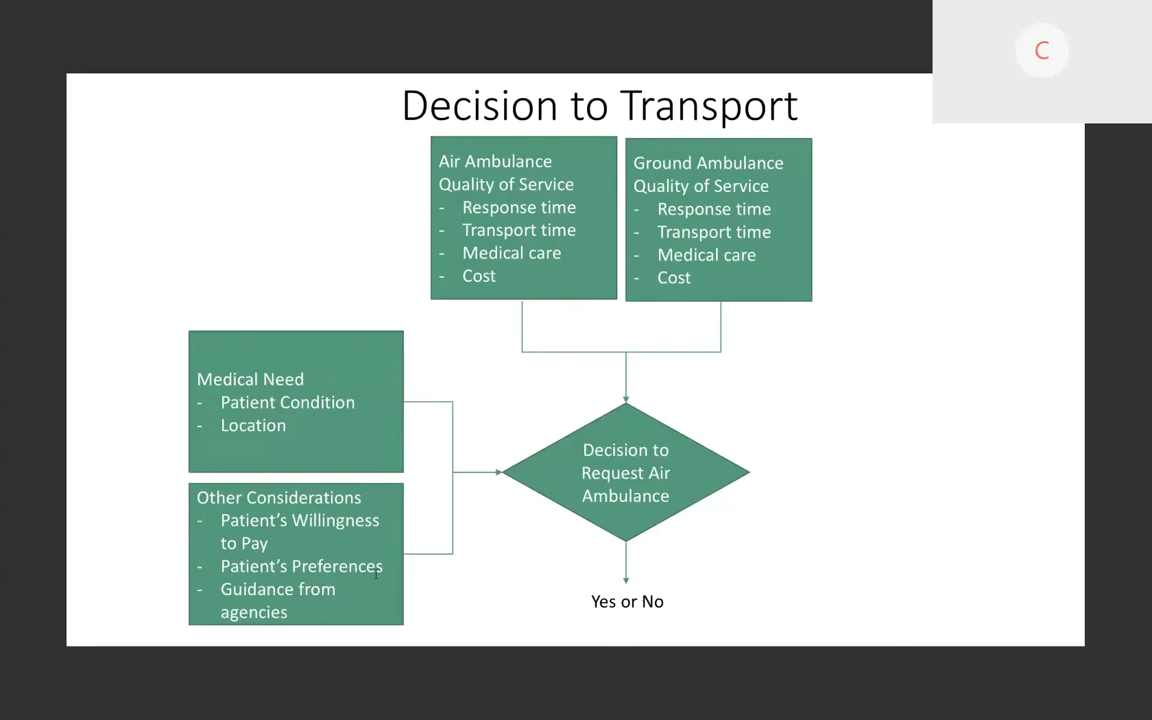 C
Decision to Transport
Air Ambulance
Quality of Service
- Response time
- Transport time
- Medical care
- Cost
Ground Ambulance
Quality of Service
- Response time
- Transport time
- Medical care
- Cost
Medical Need
- Patient Condition
- Location
Other Considerations
- Patient’s Willingness
to Pay
- Patient’s Preferences
- Guidance from
agencies
Decision to
Request Air
Ambulance
Yes or No